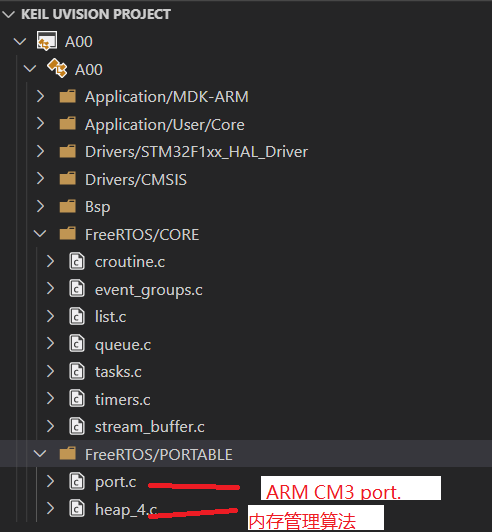 KEIL UVISION PROJECT
A00
A00
Application/MDK-ARM
Application/User/Core
Drivers/STM32F1xx_HAL_Driver
Drivers/CMSIS
Bsp
FreeRTOS/CORE
croutine.c
event_groups.c
list.c
queue.c
tasks.c
timers.c
stream_buffer.c
FreeRTOS/PORTABLE
port.c
ARM CM3 port.
heap_4.c
内存管理算法